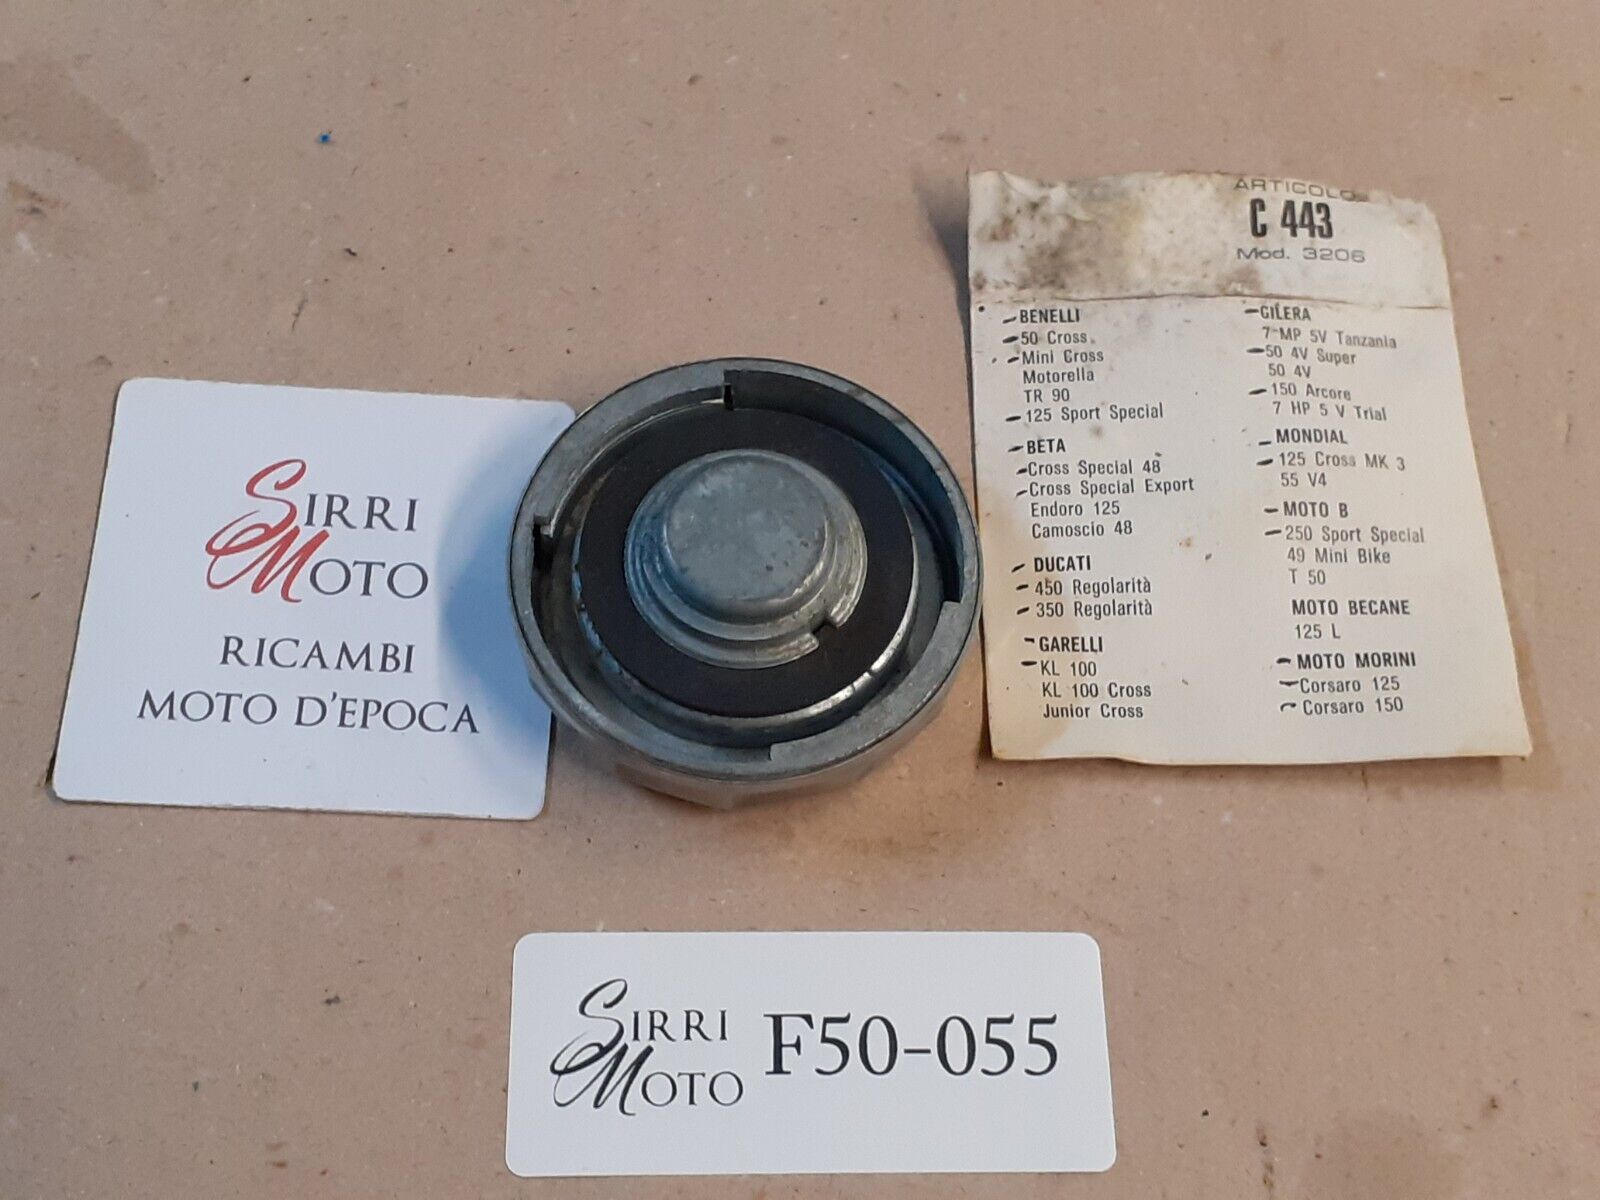 SIRRI
MOTO
RICAMBI
MOTO D'EPOCA
ARTICOLO
C 443
Mod. 3206
BENELLI
50 Cross
Mini Cross
Motorella
TR 90
125 Sport Special
BETA
Cross Special 48
Cross Special Export
Endoro 125
Camoscio 48
DUCATI
450 Regolarità
350 Regolarità
GARELLI
KL 100
KL 100 Cross
Junior Cross
GILERA
7 MP 5V Tanzania
50 4V Super
50 4V
150 Arcore
7 HP 5 V Trial
MONDIAL
125 Cross MK 3
55 V4
MOTO B
250 Sport Special
49 Mini Bike
T 50
MOTO BECANE
125 L
MOTO MORINI
Corsaro 125
Corsaro 150
SIRRI
MOTO
F50-055